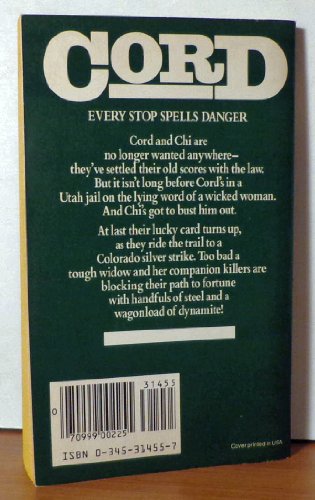 CORD
EVERY STOP SPELLS DANGER
Cord and Chi are
no longer wanted anywhere—
they've settled their old scores with the law.
But it isn't long before Cord's in a
Utah jail on the lying word of a wicked woman.
And Chi's got to bust him out.
At last their lucky card turns up,
as they ride the trail to a
Colorado silver strike. Too bad a
tough widow and her companion killers are
blocking their path to fortune
with handfuls of steel and a
wagonload of dynamite!
31455
0
70999 00225
ISBN 0-345-31455-7
Cover printed in USA